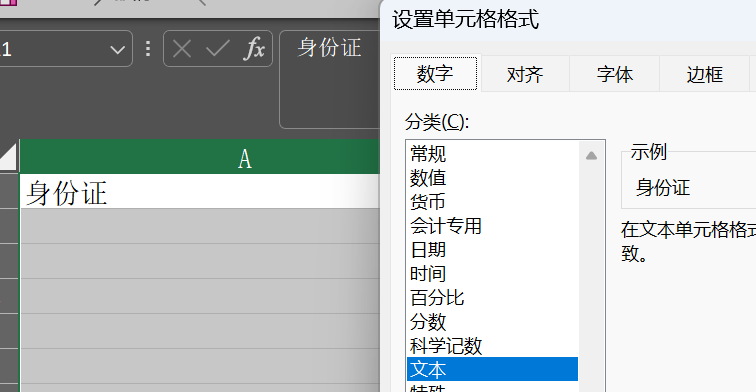 1
fx
身份证
A
身份证
设置单元格格式
数字 对齐 字体 边框
分类(C):
常规
数值
货币
会计专用
日期
时间
百分比
分数
科学记数
文本
特殊
示例
身份证
在文本单元格格式
致。